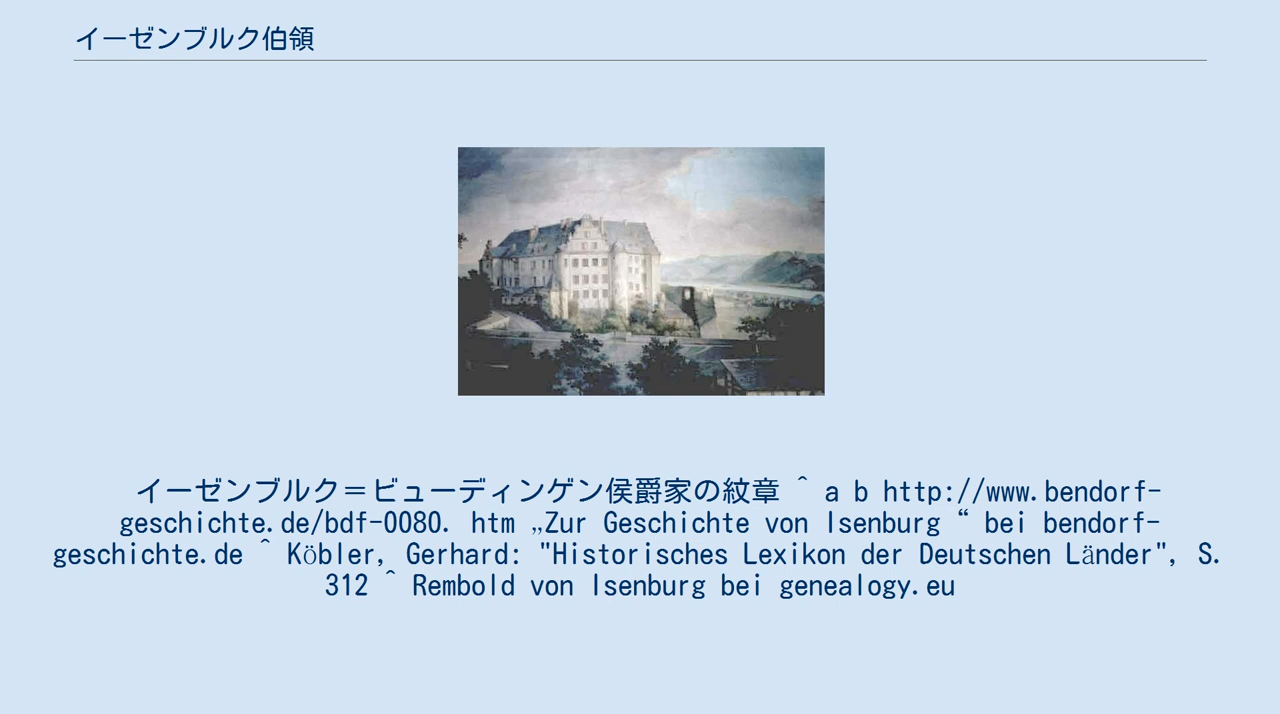 イーゼンブルク伯領
イーゼンブルク＝ビューディンゲン侯爵家の紋章 ^ a b http://www.bendorf-
geschichte.de/bdf-0080. htm „Zur Geschichte von Isenburg “ bei bendorf-
geschichte.de ^ Köbler, Gerhard: "Historisches Lexikon der Deutschen Länder", S.
312 ^ Rembold von Isenburg bei genealogy.eu